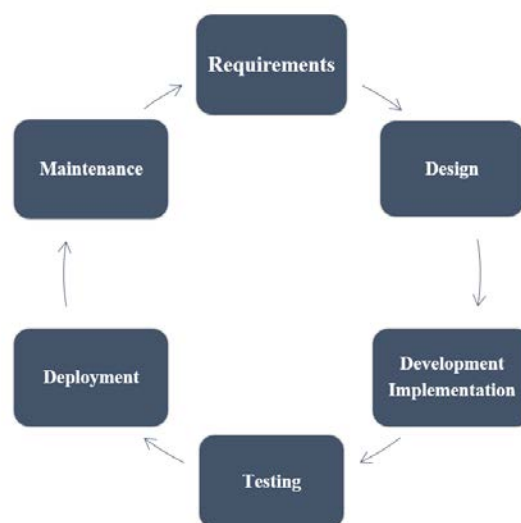 Requirements
Design
Development
Implementation
Testing
Deployment
Maintenance